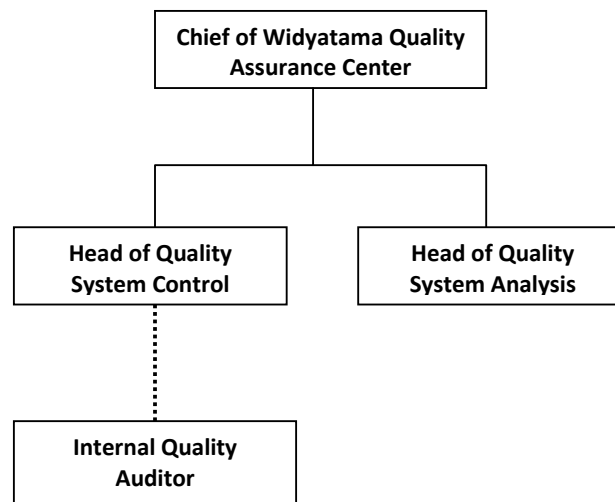 Chief of Widyatama Quality
Assurance Center
Head of Quality
System Control
Head of Quality
System Analysis
Internal Quality
Auditor